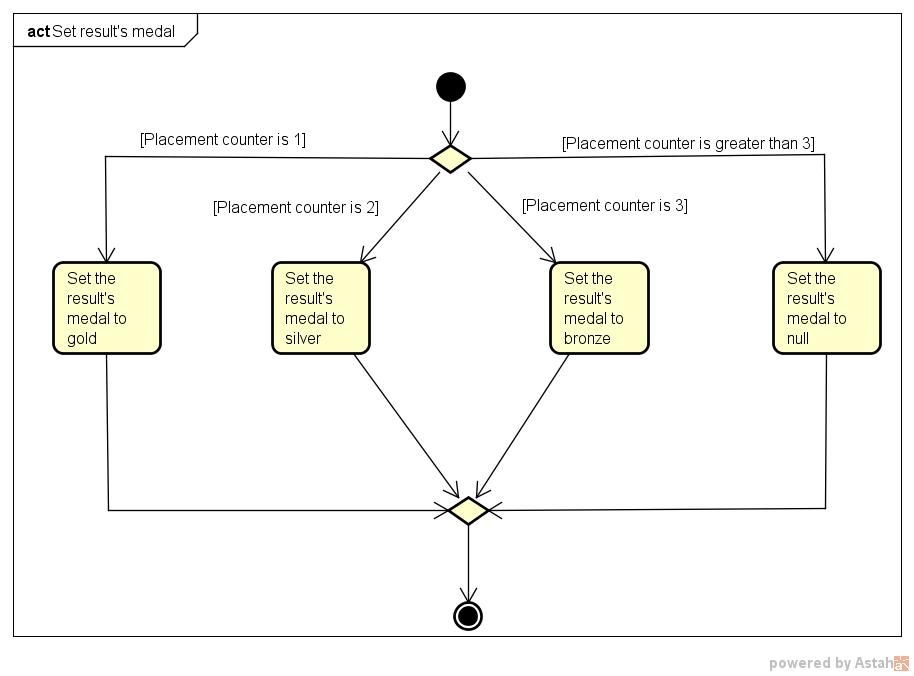 act Set result's medal
[Placement counter is 1]
[Placement counter is greater than 3]
[Placement counter is 2]
[Placement counter is 3]
Set the
result's
medal to
gold
Set the
result's
medal to
silver
Set the
result's
medal to
bronze
Set the
result's
medal to
null
powered by Astah